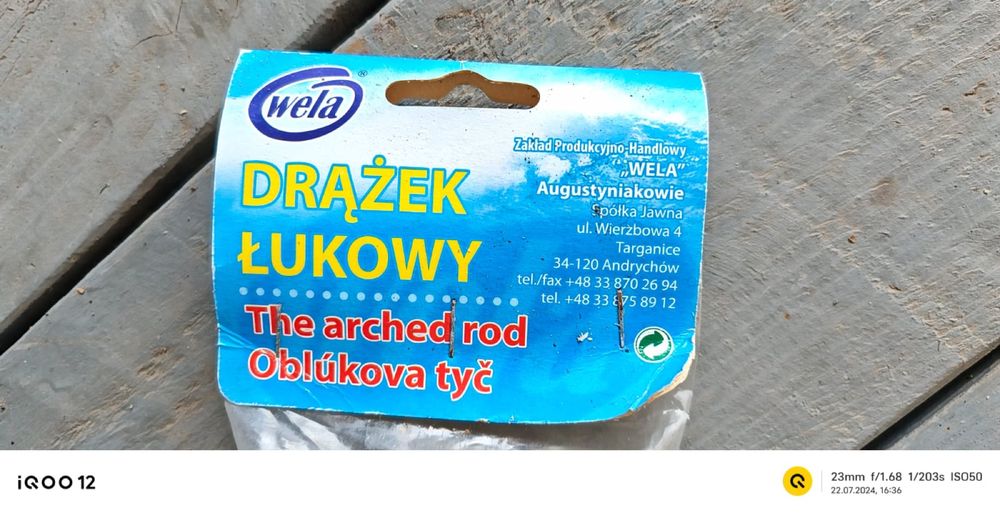 wela®
DRĄŻEK
ŁUKOWY
The arched rod
Oblúkova tyč
Zakład Produkcyjno-Handlowy
„WELA”
Augustyniakowie
Spółka Jawna
ul. Wierzbowa 4
Targanice
34-120 Andrychów
tel./fax +48 33 870 26 94
tel. +48 33 875 89 12
iQOO 12
23mm f/1.68 1/203s ISO50
22.07.2024, 16:36